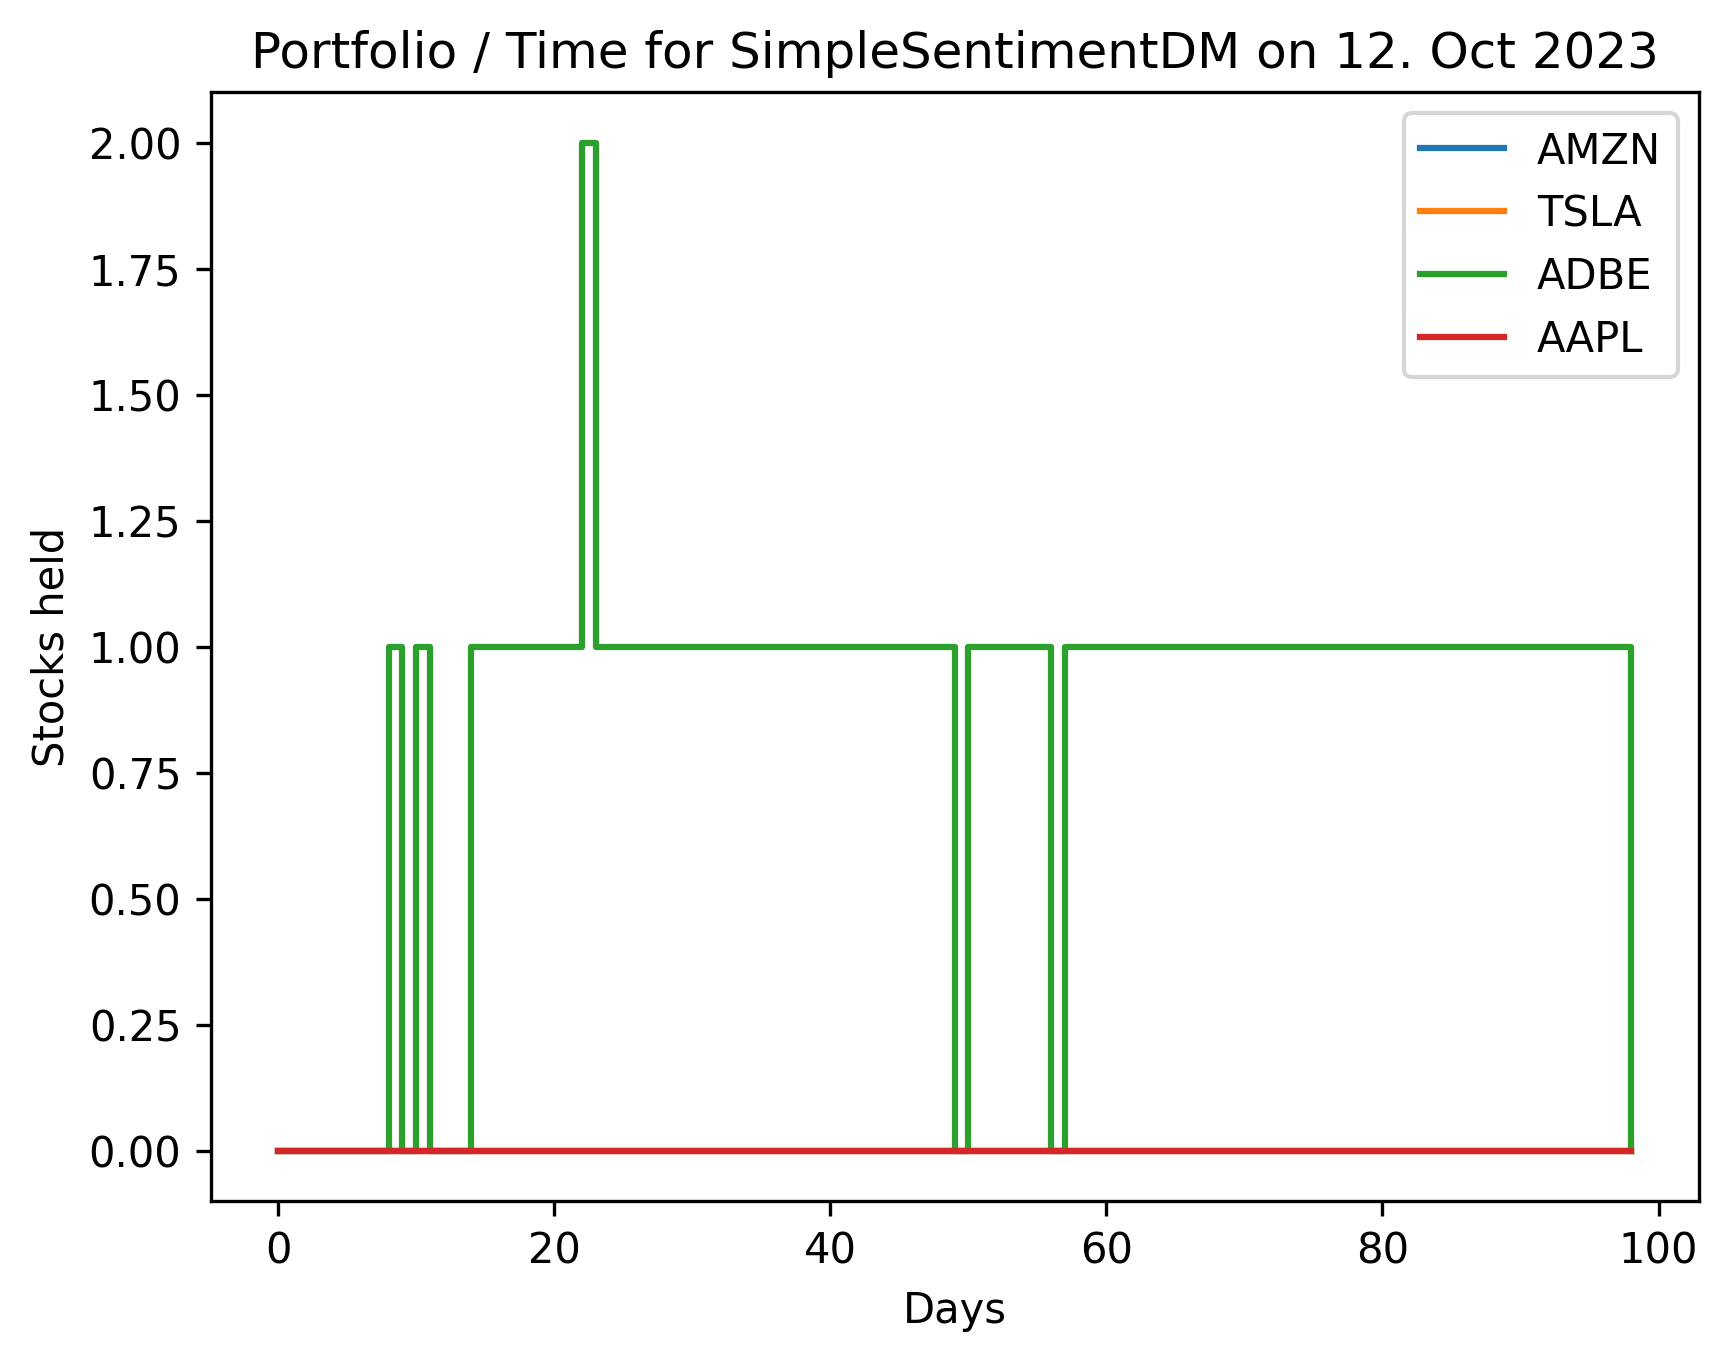 Portfolio / Time for SimpleSentimentDM on 12. Oct 2023
AMZN
TSLA
ADBE
AAPL
2.00
1.75
1.50
1.25
1.00
0.75
0.50
0.25
0.00
Stocks held
0 20 40 60 80 100
Days